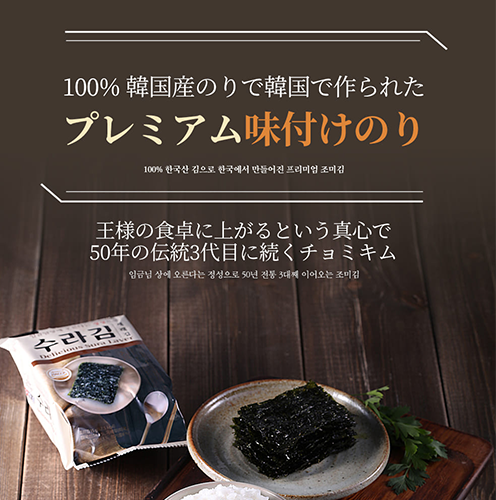 100% 韓国産のりで韓国で作られた
プレミアム味付けのり
100% 한국산 김으로 한국에서 만들어진 프리미엄 조미김
王様の食卓に上がるという真心で
50年の伝統3代目に続くチョミキム
임금님 상에 오른다는 정성으로 50년 전통 3대째 이어오는 조미김
수라김
Delicious Sura Laver